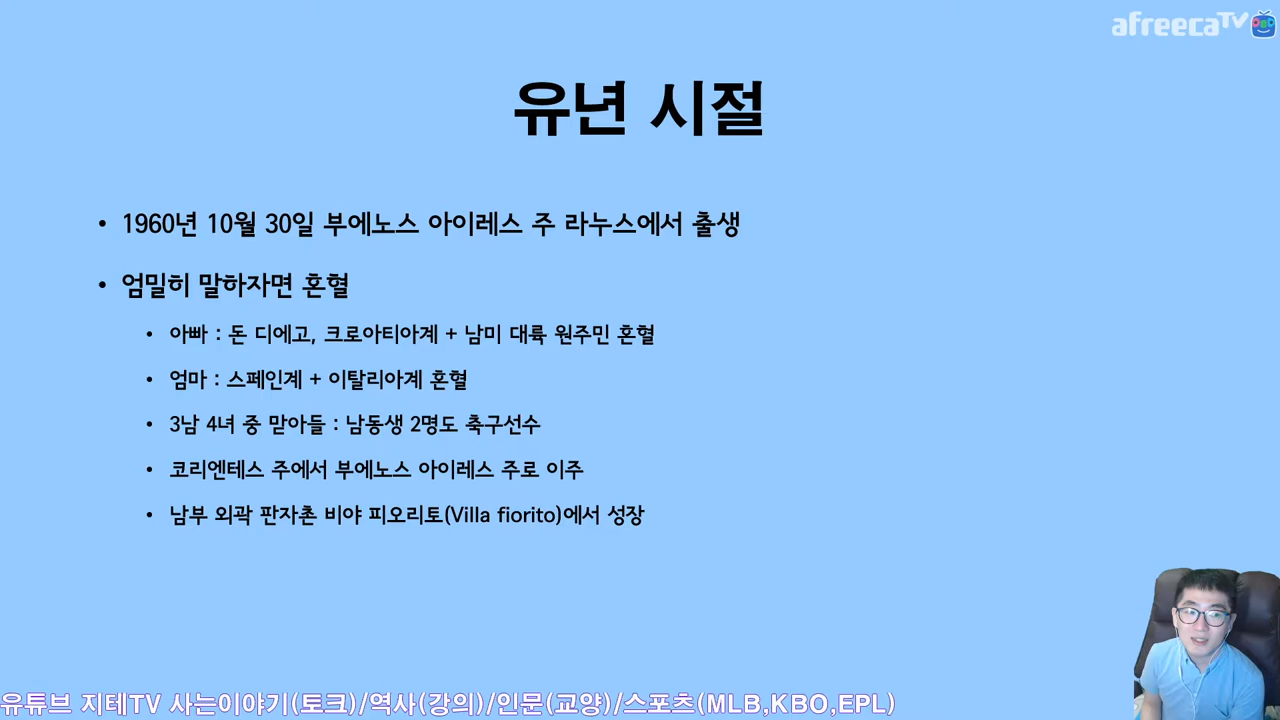 afreecaTV
유년 시절
• 1960년 10월 30일 부에노스 아이레스 주 라누스에서 출생
• 엄밀히 말하자면 혼혈
• 아빠 : 돈 디에고, 크로아티아계 + 남미 대륙 원주민 혼혈
• 엄마 : 스페인계 + 이탈리아계 혼혈
• 3남 4녀 중 맏아들 : 남동생 2명도 축구선수
• 코리엔테스 주에서 부에노스 아이레스 주로 이주
• 남부 외곽 판자촌 비야 피오리토(Villa fiorito)에서 성장
유튜브 지테TV 사는이야기(토크)/역사(강의)/인문(교양)/스포츠(MLB,KBO,EPL)